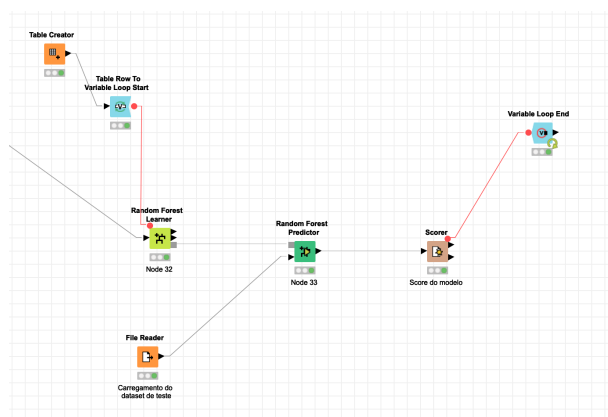 Table Creator
Table Row To
Variable Loop Start
Variable Loop End
Random Forest
Learner
Node 32
Random Forest
Predictor
Node 33
Scorer
Score do modelo
File Reader
Carregamento do
dataset de teste